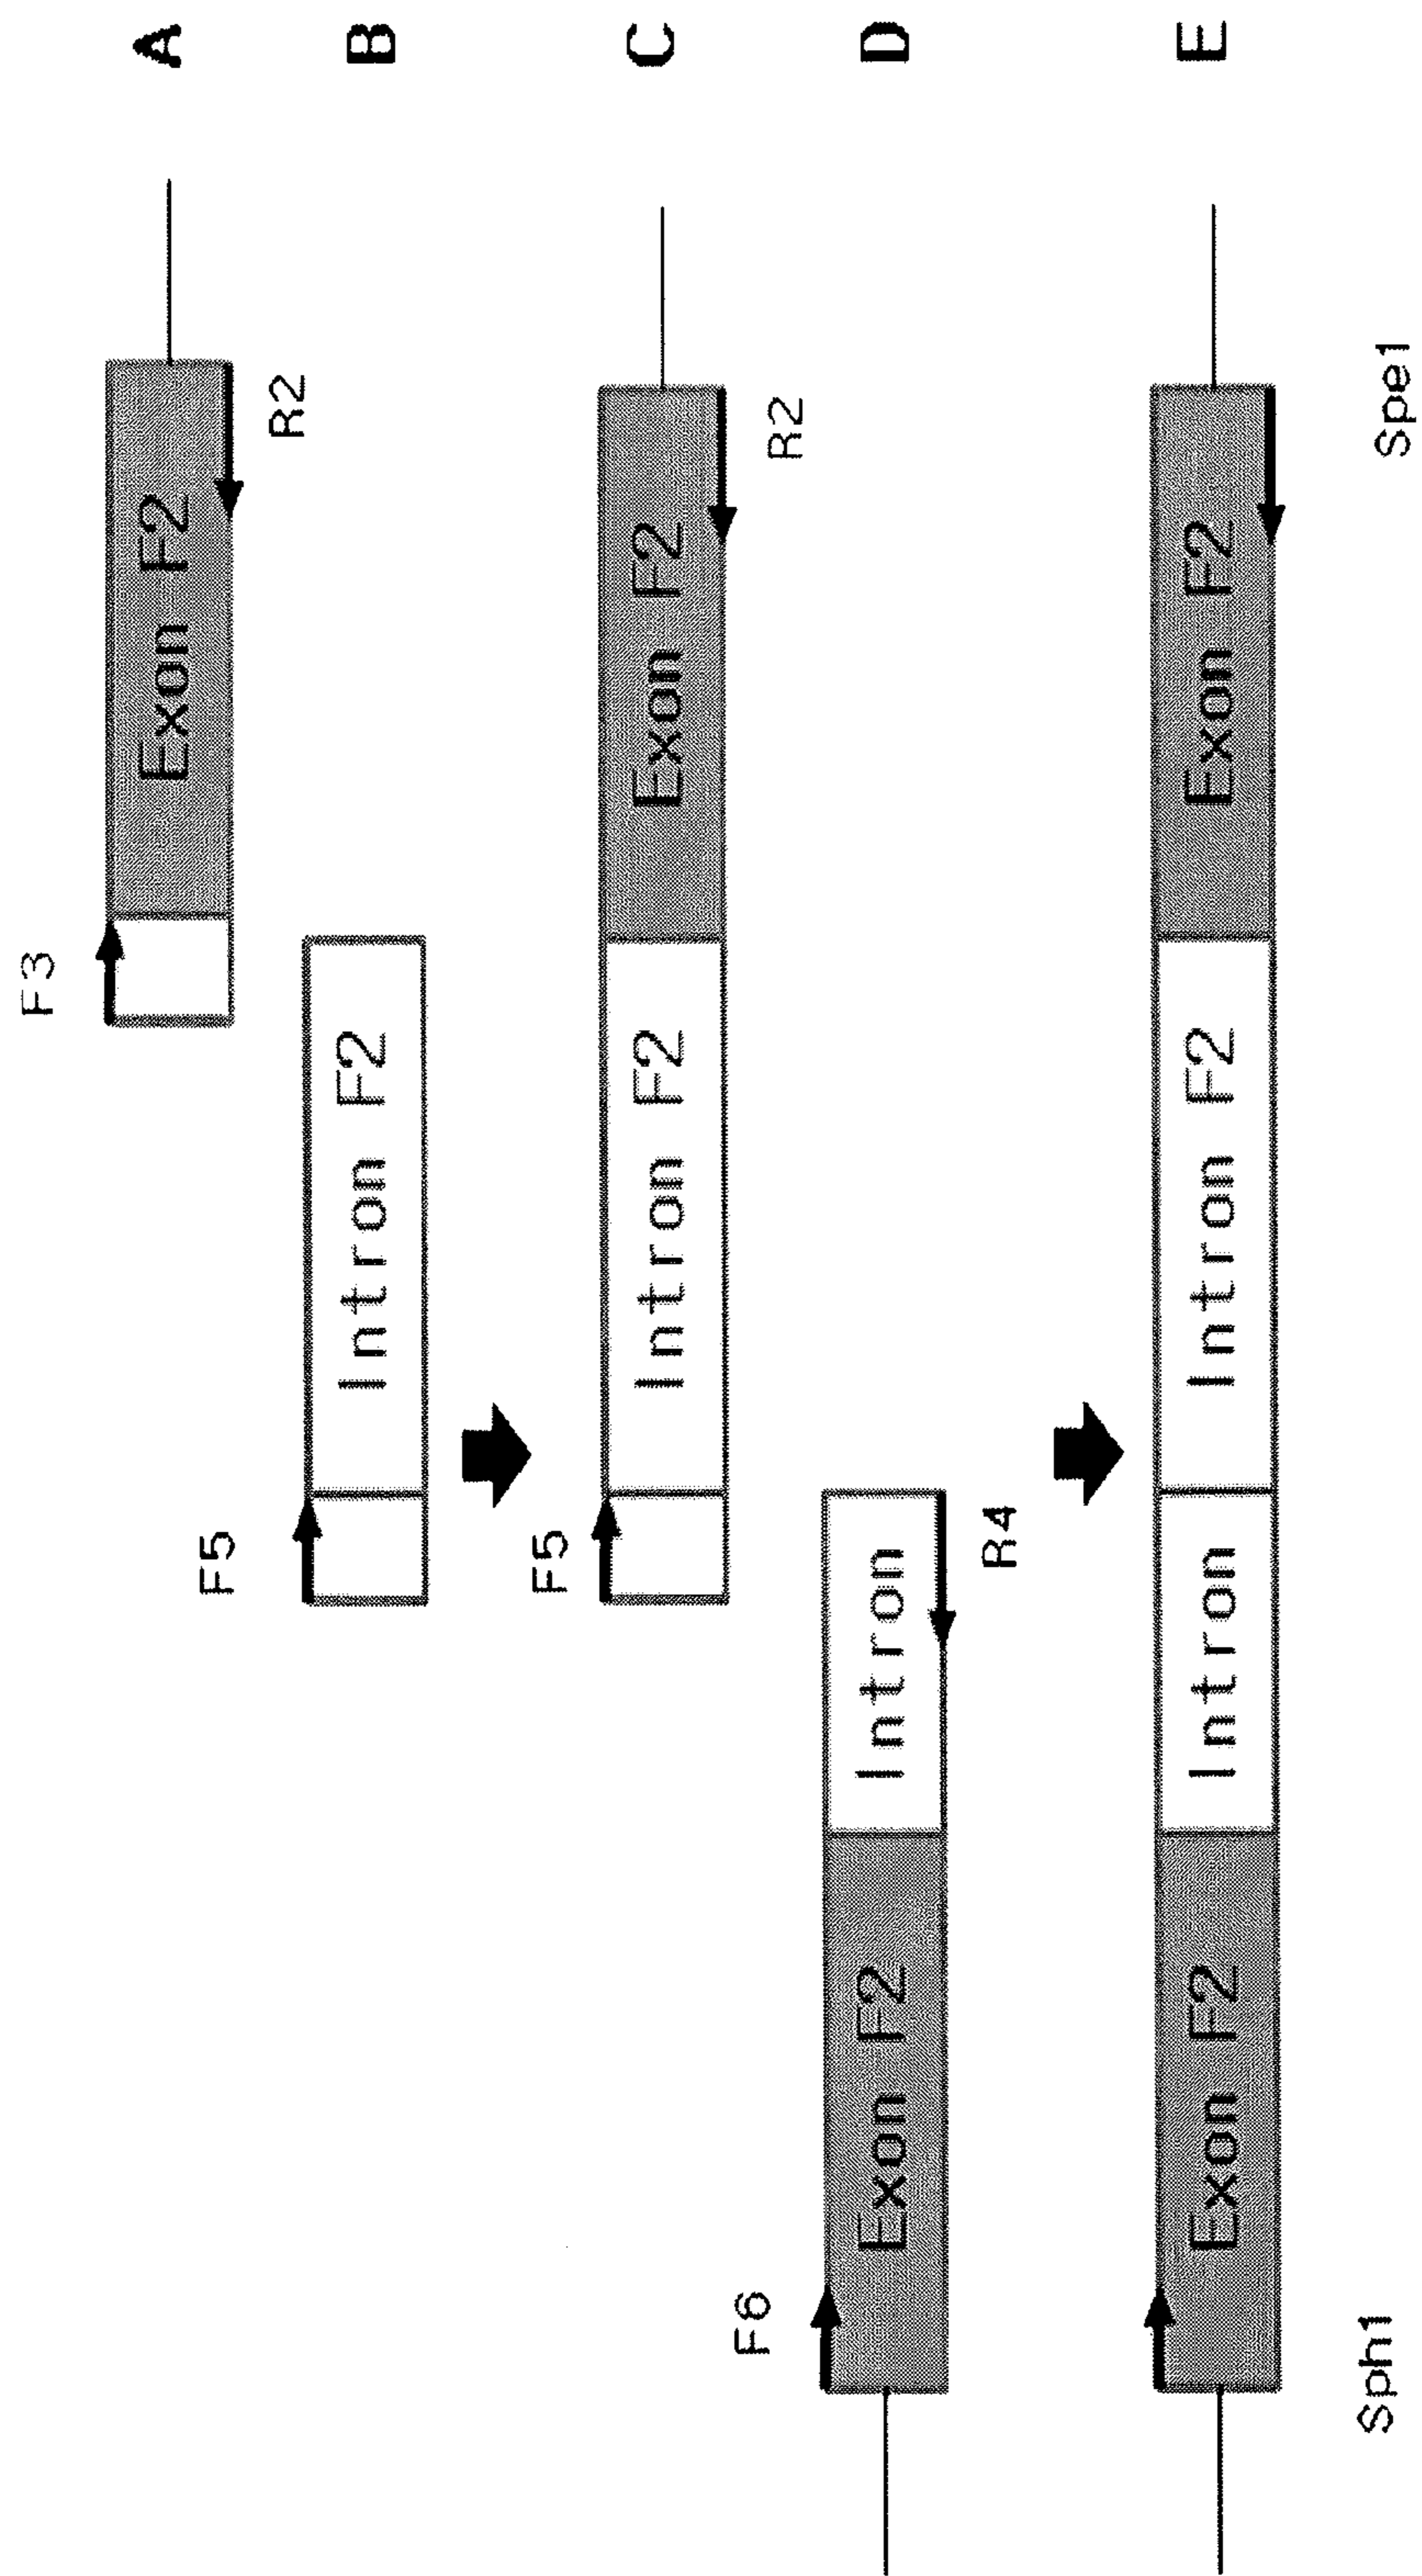 F3
Exon F2 A
R2
F5
Intron F2 B
F5
Intron F2 Exon F2 C
R2
F6
Exon F2 Intron D
R4
Exon F2 Intron Intron F2 Exon F2 E
Sph1 Spe1